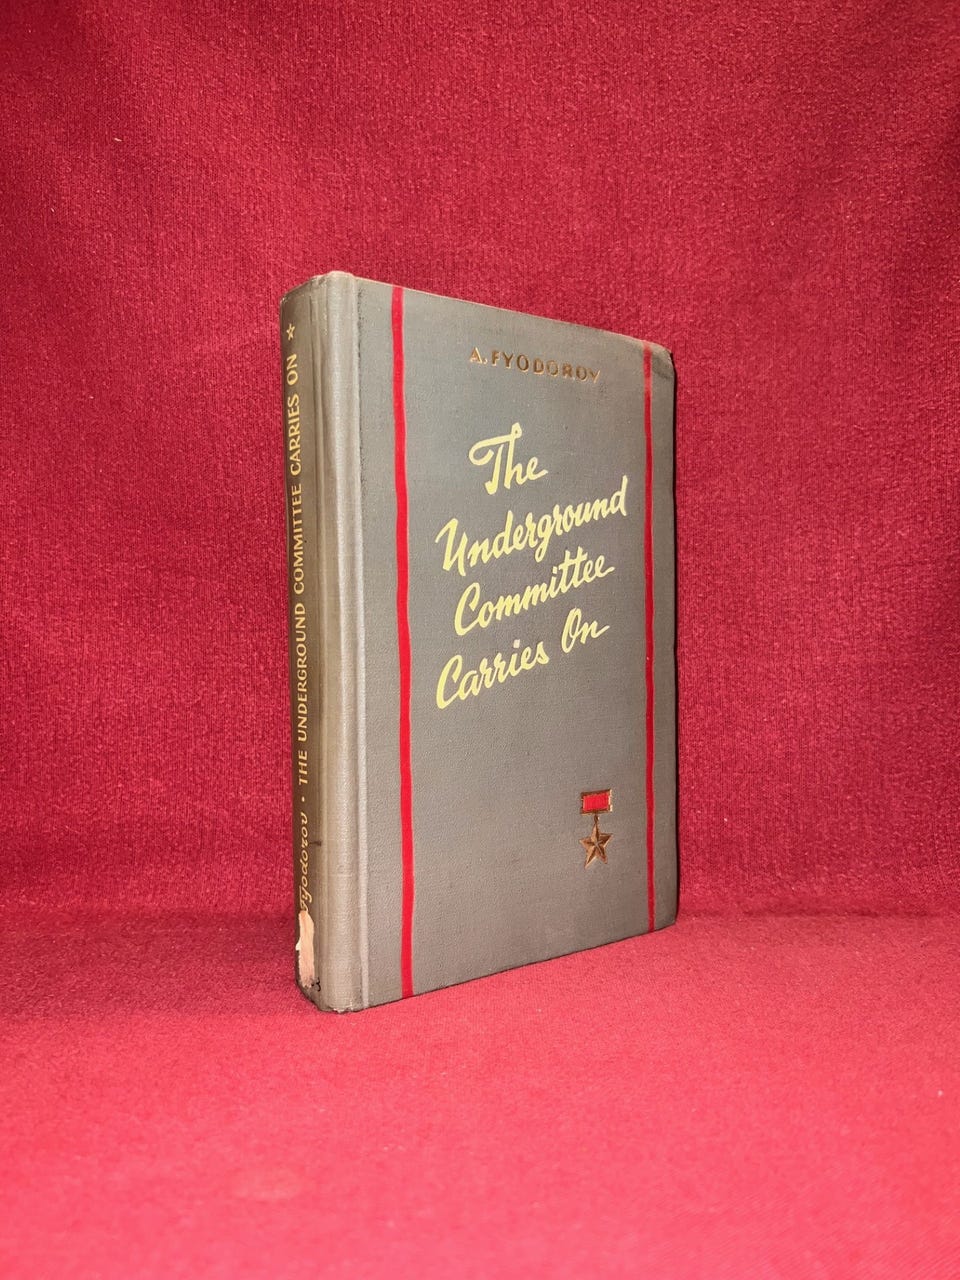 A. FYODOROV
The
Underground
Committee
Carries On
Fyodorov • THE UNDERGROUND COMMITTEE CARRIES ON